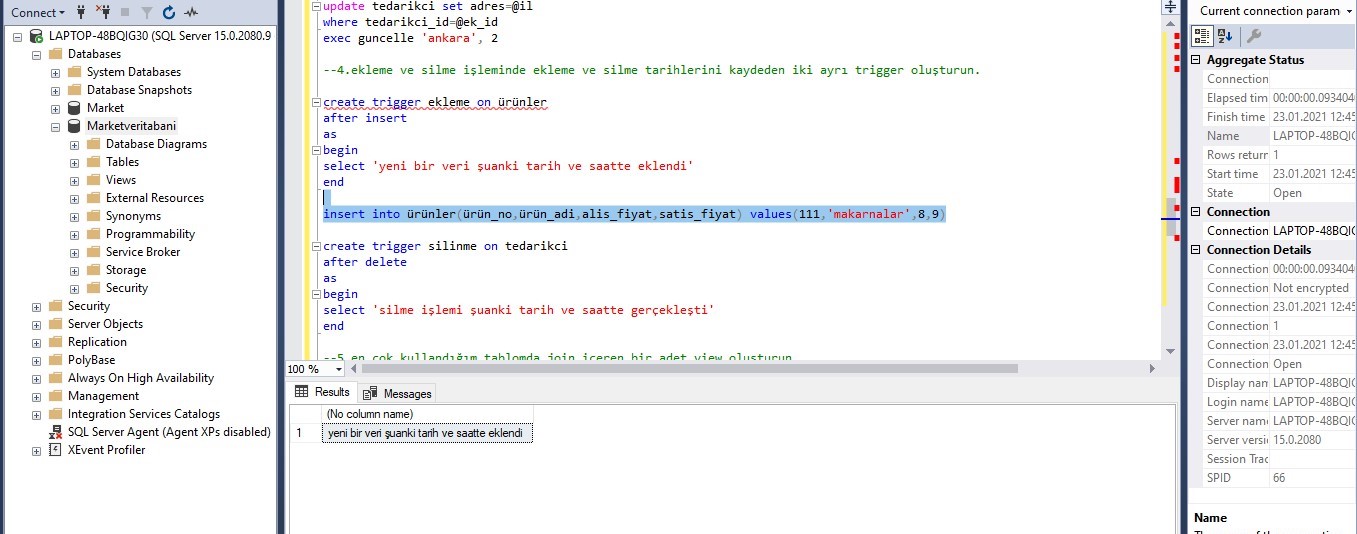 Connect
LAPTOP-48BQIG30 (SQL Server 15.0.2080.9
Databases
System Databases
Database Snapshots
Market
Marketveritabani
Database Diagrams
Tables
Views
External Resources
Synonyms
Programmability
Service Broker
Storage
Security
Security
Server Objects
Replication
PolyBase
Always On High Availability
Management
Integration Services Catalogs
SQL Server Agent (Agent XPs disabled)
XEvent Profiler
update tedarikci set adres=@il
where tedarikci_id=@ek_id
exec guncelle 'ankara', 2
--4.ekleme ve silme işleminde ekleme ve silme tarihlerini kaydeden iki ayrı trigger oluşturun.
create trigger ekleme on ürünler
after insert
as
begin
select 'yeni bir veri şuanki tarih ve saatte eklendi'
end
insert into ürünler(ürün_no,ürün_adi,alis_fiyat,satis_fiyat) values(111,'makarnalar',8,9)
create trigger silinme on tedarikci
after delete
as
begin
select 'silme işlemi şuanki tarih ve saatte gerçekleşti'
end
--5.en çok kullandığım tablomda join içeren bir adet view oluşturun
100 %
Results
Messages
(No column name)
1 yeni bir veri şuanki tarih ve saatte eklendi
Current connection param
Aggregate Status
Connection
Elapsed tim 00:00:00.093404
Finish time 23.01.2021 12:45
Name LAPTOP-48BQIG
Rows returr 1
Start time 23.01.2021 12:45
State Open
Connection
Connection LAPTOP-48BQIG
Connection Details
Connection 00:00:00.093404
Connection Not encrypted
Connection 23.01.2021 12:45
Connection 1
Connection 23.01.2021 12:45
Connection Open
Display nam LAPTOP-48BQIG
Login name LAPTOP-48BQIG
Server name LAPTOP-48BQIG
Server versi 15.0.2080
Session Trac
SPID 66
Name